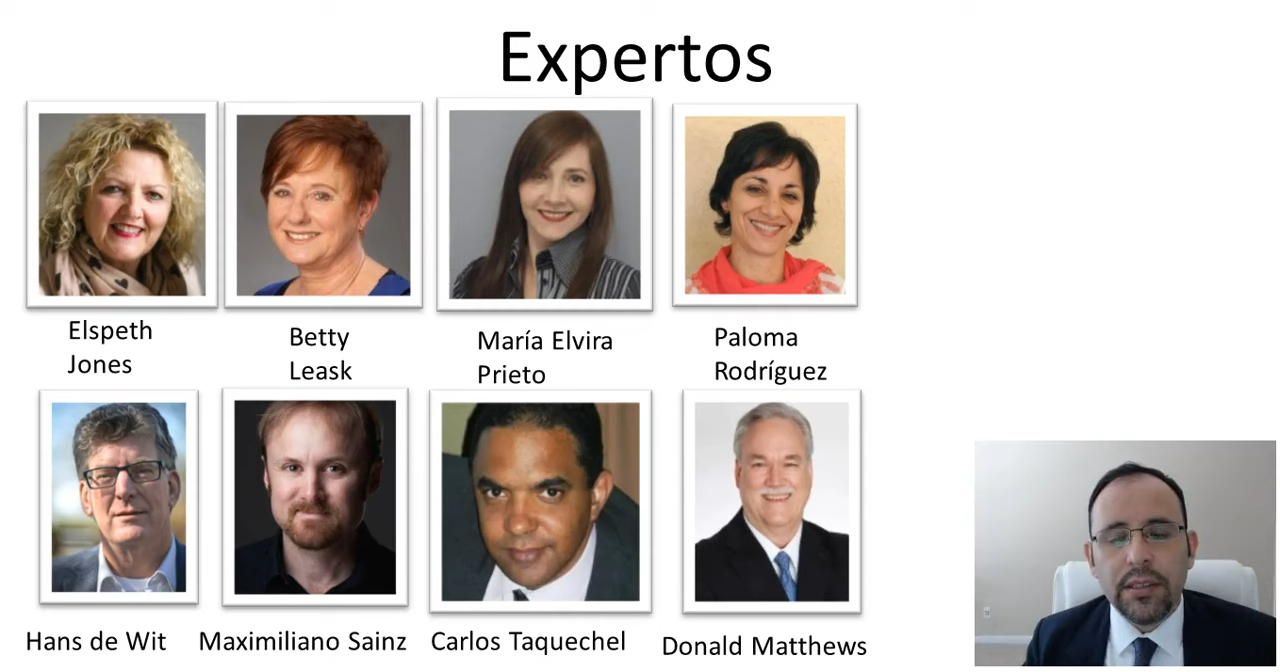 Expertos
Elspeth
Jones
Betty
Leask
María Elvira
Prieto
Paloma
Rodríguez
Hans de Wit
Maximiliano Sainz
Carlos Taquechel
Donald Matthews